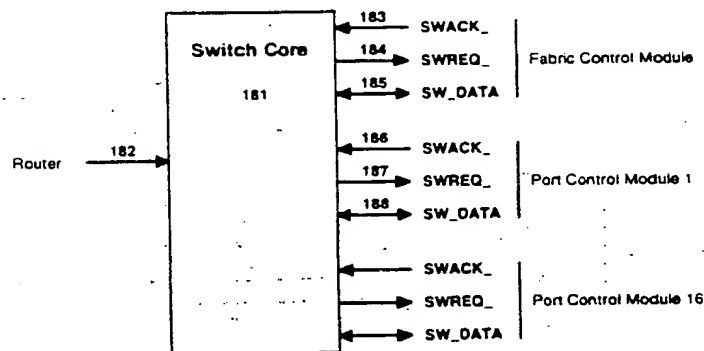 Switch Core
181
Router
182
183
SWACK_
184
SWREQ_
185
SW_DATA
Fabric Control Module
186
SWACK_
187
SWREQ_
188
SW_DATA
Port Control Module 1
SWACK_
SWREQ_
SW_DATA
Port Control Module 16